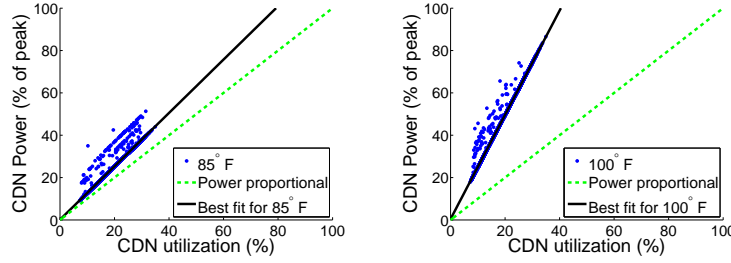 100
80
60
40
20
0
0
20
40
60
80
100
CDN Power (% of peak)
CDN utilization (%)
85° F
Power proportional
Best fit for 85° F
100
80
60
40
20
0
0
20
40
60
80
100
CDN Power (% of peak)
CDN utilization (%)
100° F
Power proportional
Best fit for 100° F